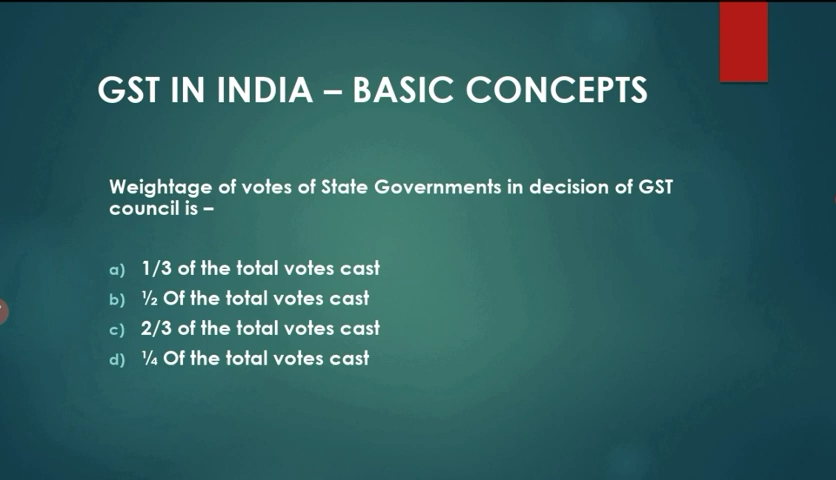 GST IN INDIA – BASIC CONCEPTS
Weightage of votes of State Governments in decision of GST
council is –
a) 1/3 of the total votes cast
b) ½ Of the total votes cast
c) 2/3 of the total votes cast
d) ¼ Of the total votes cast